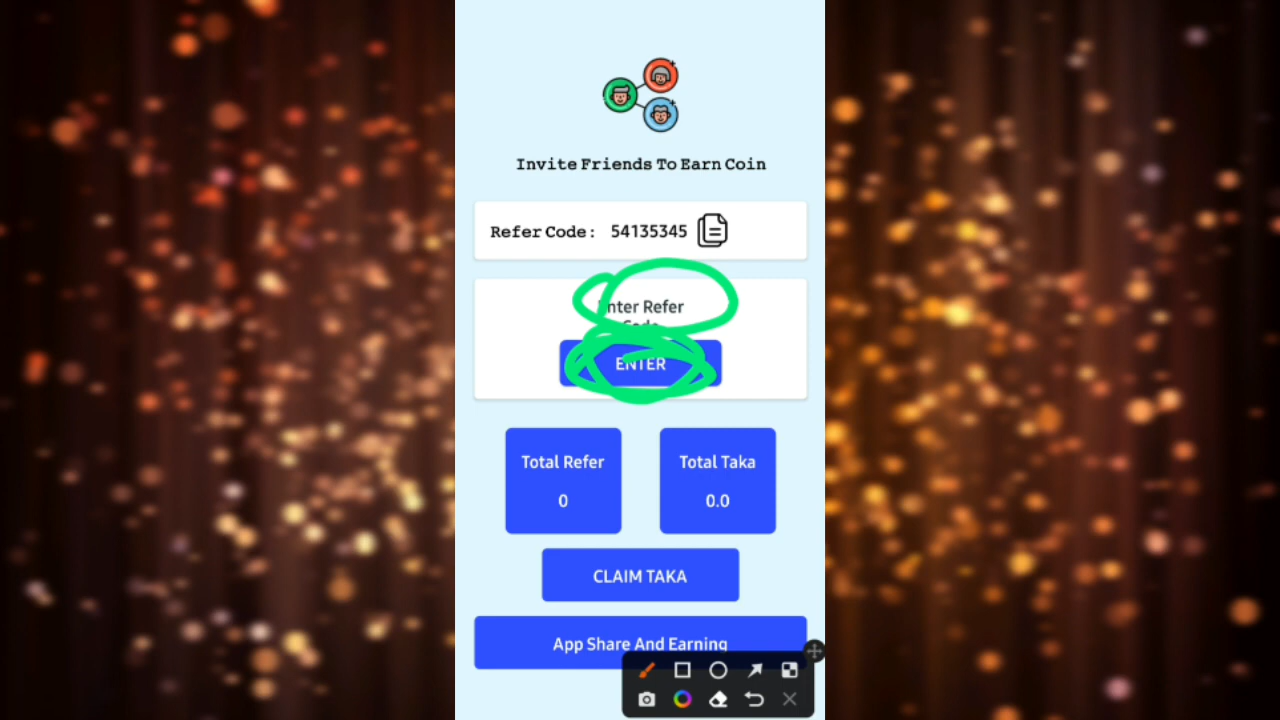 Invite Friends To Earn Coin
Refer Code: 54135345
Enter Refer
Code
ENTER
Total Refer
0
Total Taka
0.0
CLAIM TAKA
App Share And Earning